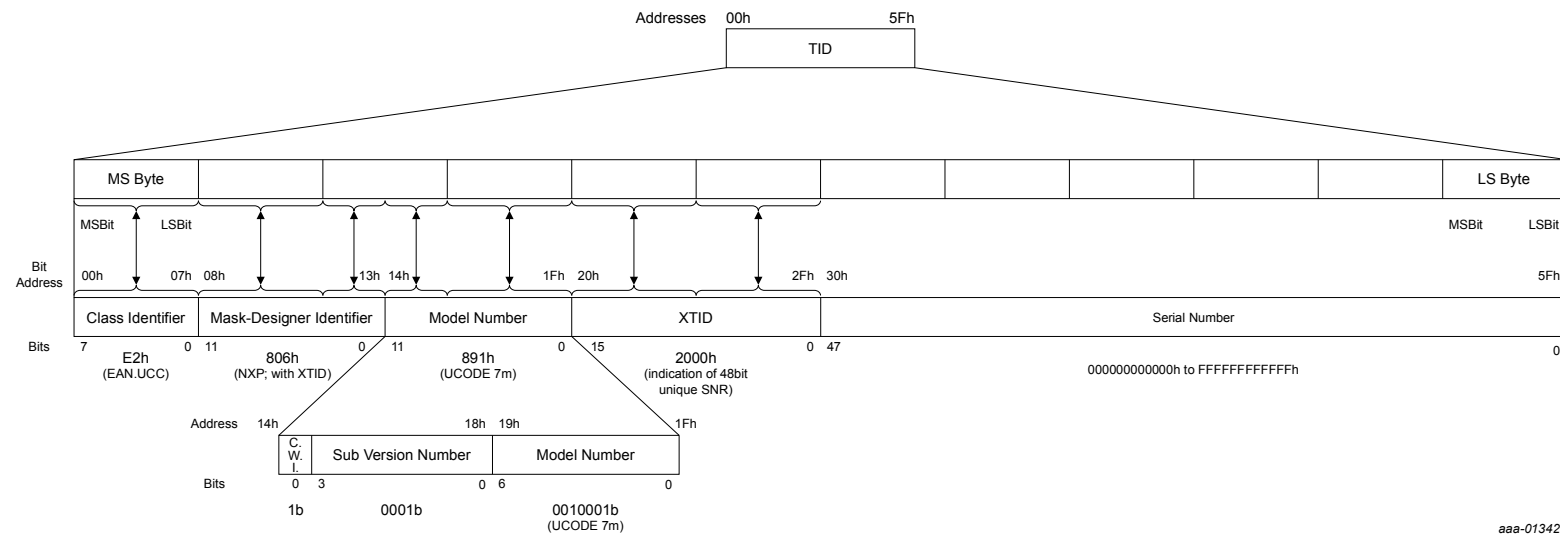 Addresses 00h 5Fh
TID
MS Byte LS Byte
MSBit LSBit MSBit LSBit
Bit
Address
00h 07h 08h 13h 14h 1Fh 20h 2Fh 30h 5Fh
Class Identifier Mask-Designer Identifier Model Number XTID Serial Number
Bits 7 0 11 0 11 0 15 0 47 0
E2h 806h 891h 2000h
(EAN.UCC) (NXP; with XTID) (UCODE 7m) (indication of 48bit
unique SNR)
000000000000h to FFFFFFFFFFFFh
Address 14h 18h 19h 1Fh
C.
W.
I.
Sub Version Number Model Number
Bits 0 3 0 6 0
1b 0001b 0010001b
(UCODE 7m)
aaa-01342